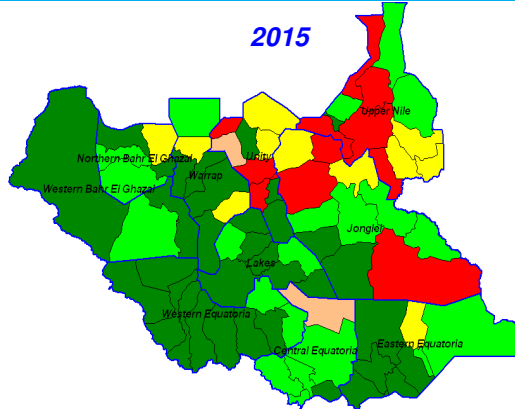 2015
Upper Nile
Northern Bahr El Ghazal
Unity
Warrap
Western Bahr El Ghazal
Jonglei
Lakes
Western Equatoria
Central Equatoria
Eastern Equatoria